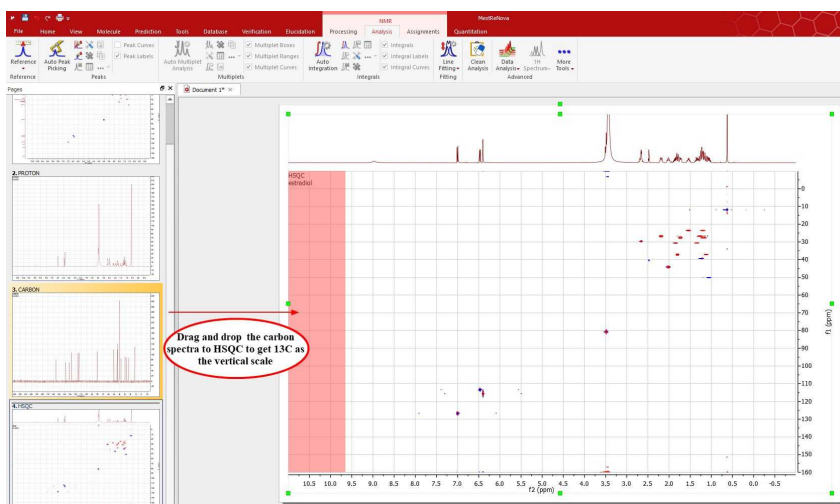 NMR
MestReNova
File Home View Molecule Prediction Tools Database Verification Elucidation Processing Analysis Assignments Quantitation
Reference
Auto Peak Picking
Peak Curves
Peak Labels
Auto Multiplet Analysis
Multiplet Boxes
Multiplet Ranges
Multiplet Curves
Auto Integration
Integrals
Integral Labels
Integral Curves
Line Fitting
Clean Analysis
Data Analysis
1H Spectrum
More Tools
Reference Peaks Multiplets Integrals Fitting Advanced
Pages
Document 1*
2. PROTON
3. CARBON
4. HSQC
Drag and drop the carbon
spectra to HSQC to get 13C as
the vertical scale
HSQC
estradiol
0
10
20
30
40
50
60
70
80
90
100
110
120
130
140
150
160
f1 (ppm)
10.5 10.0 9.5 9.0 8.5 8.0 7.5 7.0 6.5 6.0 5.5 5.0 4.5 4.0 3.5 3.0 2.5 2.0 1.5 1.0 0.5 0.0 -0.5
f2 (ppm)